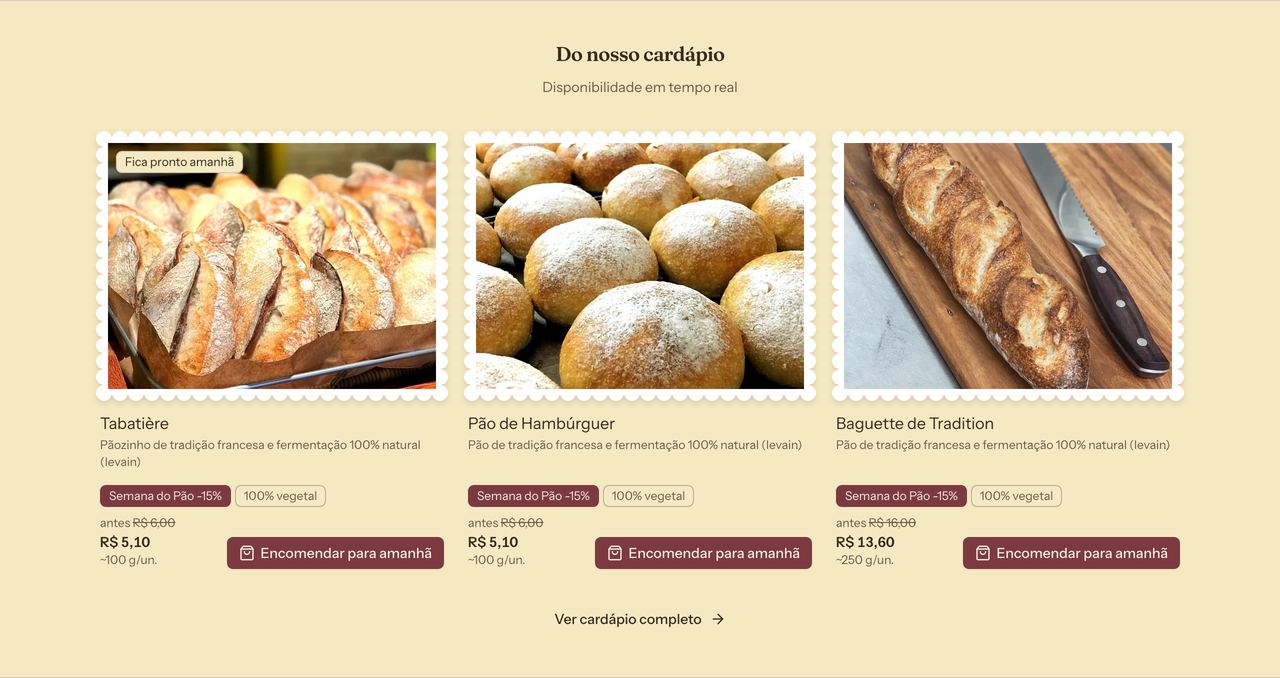 Do nosso cardápio
Disponibilidade em tempo real
Fica pronto amanhã
Tabatière
Pãozinho de tradição francesa e fermentação 100% natural
(levain)
Semana do Pão -15% 100% vegetal
antes R$ 6,00
R$ 5,10
~100 g/un.
Encomendar para amanhã
Pão de Hambúrguer
Pão de tradição francesa e fermentação 100% natural (levain)
Semana do Pão -15% 100% vegetal
antes R$ 6,00
R$ 5,10
~100 g/un.
Encomendar para amanhã
Baguette de Tradition
Pão de tradição francesa e fermentação 100% natural (levain)
Semana do Pão -15% 100% vegetal
antes R$ 16,00
R$ 13,60
~250 g/un.
Encomendar para amanhã
Ver cardápio completo →